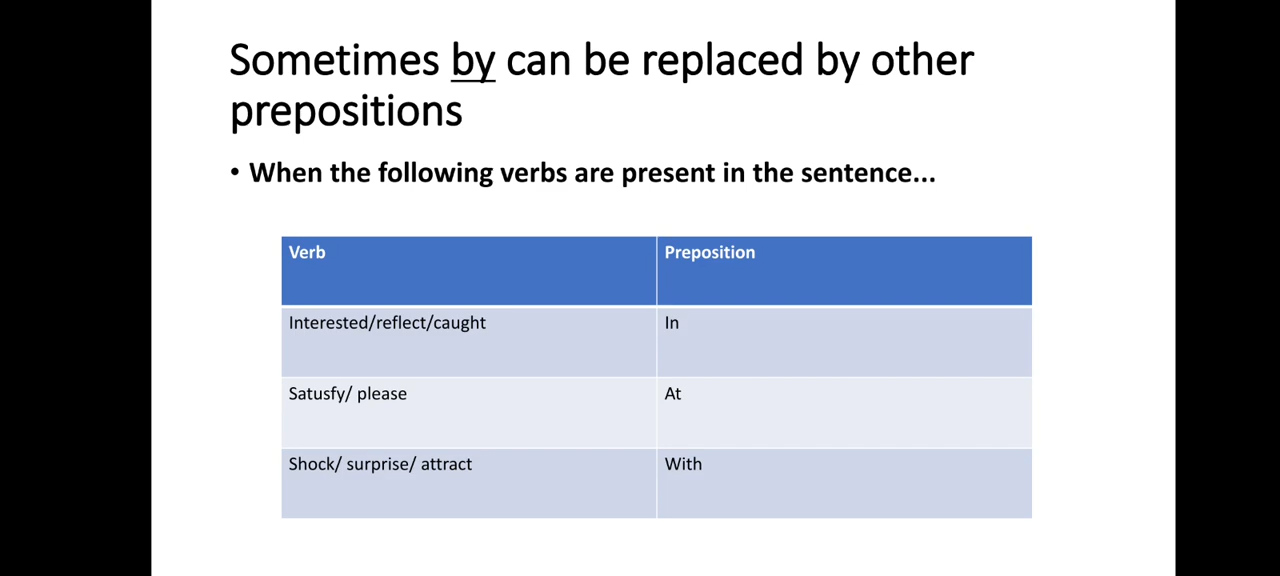 Sometimes by can be replaced by other
prepositions
• When the following verbs are present in the sentence...
Verb Preposition
Interested/reflect/caught In
Satusfy/ please At
Shock/ surprise/ attract With